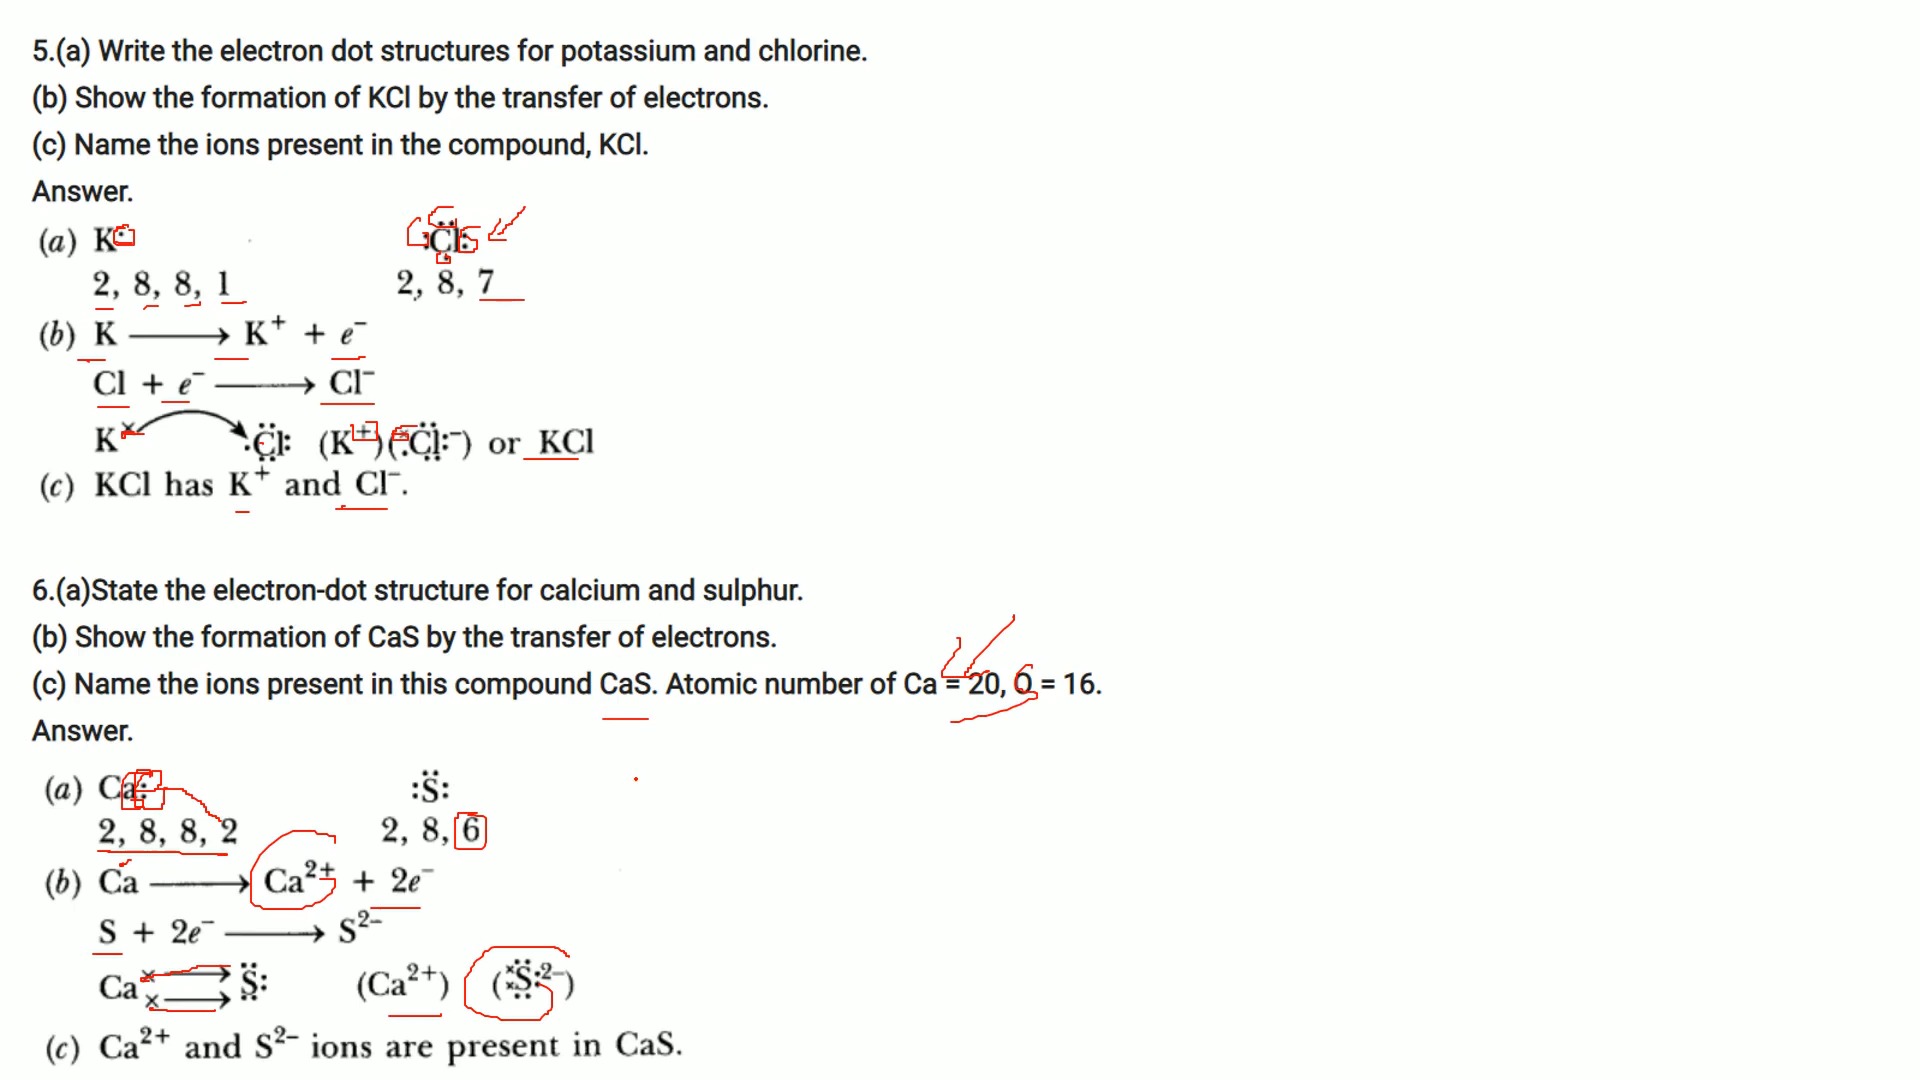 5.(a) Write the electron dot structures for potassium and chlorine.
(b) Show the formation of KCl by the transfer of electrons.
(c) Name the ions present in the compound, KCl.
Answer.
(a) K· :C̈l:
2, 8, 8, 1 2, 8, 7
(b) K ⟶ K⁺ + e⁻
Cl + e⁻ ⟶ Cl⁻
K× ·C̈l: (K⁺)(×·C̈l:⁻) or KCl
(c) KCl has K⁺ and Cl⁻.
6.(a)State the electron-dot structure for calcium and sulphur.
(b) Show the formation of CaS by the transfer of electrons.
(c) Name the ions present in this compound CaS. Atomic number of Ca = 20, O = 16.
Answer.
(a) Ca: :S̈:
2, 8, 8, 2 2, 8, 6
(b) Ca ⟶ Ca²⁺ + 2e⁻
S + 2e⁻ ⟶ S²⁻
Ca×× S̈: (Ca²⁺) (××S̈:²⁻)
(c) Ca²⁺ and S²⁻ ions are present in CaS.